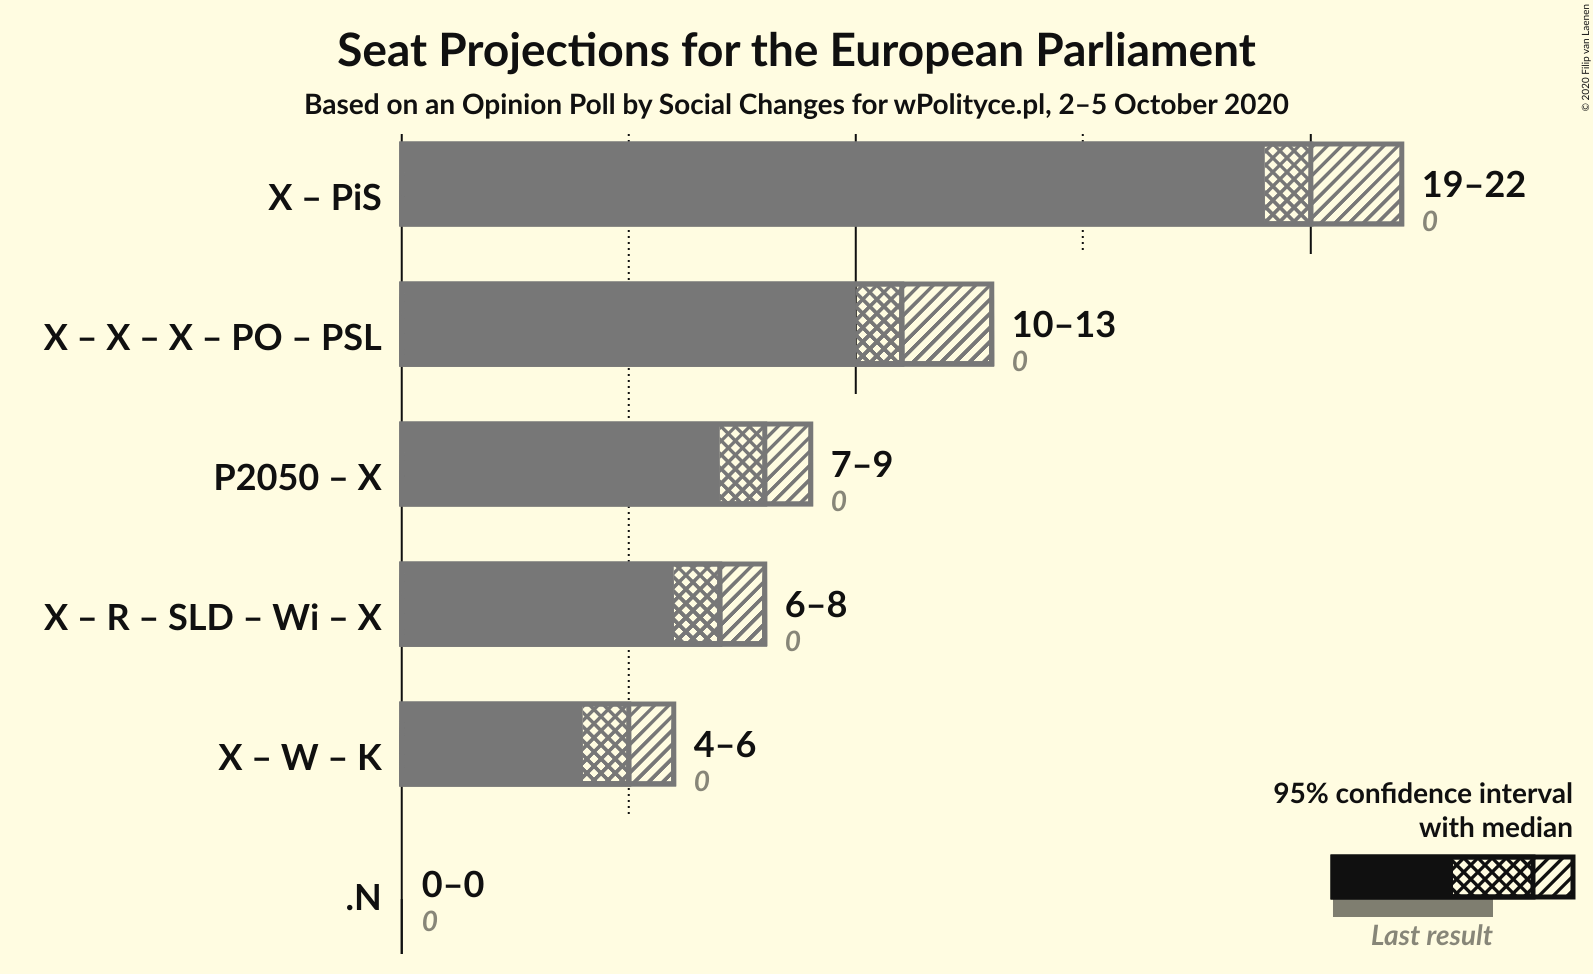 Seat Projections for the European Parliament
Based on an Opinion Poll by Social Changes for wPolityce.pl, 2–5 October 2020
© 2020 Filip van Laenen
X – PiS
19–22
0
X – X – X – PO – PSL
10–13
0
P2050 – X
7–9
0
X – R – SLD – Wi – X
6–8
0
X – W – K
4–6
0
.N
0–0
0
95% confidence interval
with median
Last result